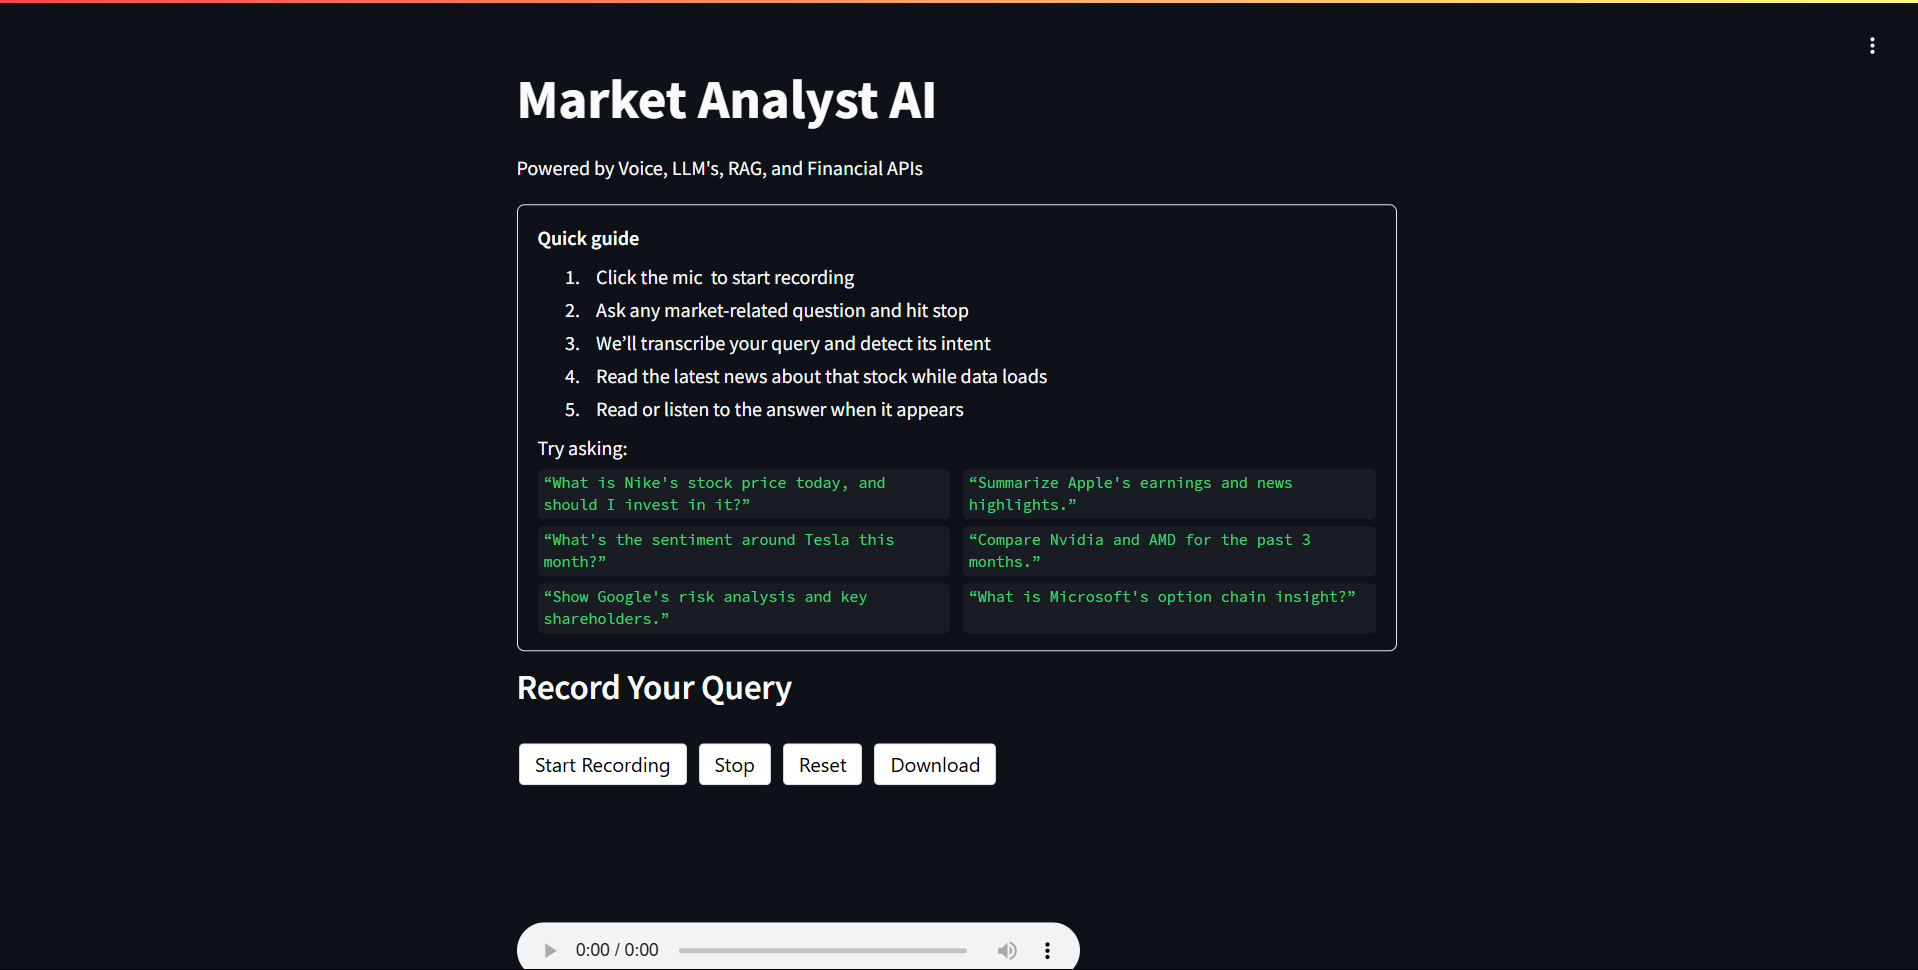 Market Analyst AI
Powered by Voice, LLM's, RAG, and Financial APIs
Quick guide
1. Click the mic  to start recording
2. Ask any market-related question and hit stop
3. We’ll transcribe your query and detect its intent
4. Read the latest news about that stock while data loads
5. Read or listen to the answer when it appears
Try asking:
“What is Nike's stock price today, and
should I invest in it?”
“Summarize Apple's earnings and news
highlights.”
“What's the sentiment around Tesla this
month?”
“Compare Nvidia and AMD for the past 3
months.”
“Show Google's risk analysis and key
shareholders.”
“What is Microsoft's option chain insight?”
Record Your Query
Start Recording
Stop
Reset
Download
0:00 / 0:00